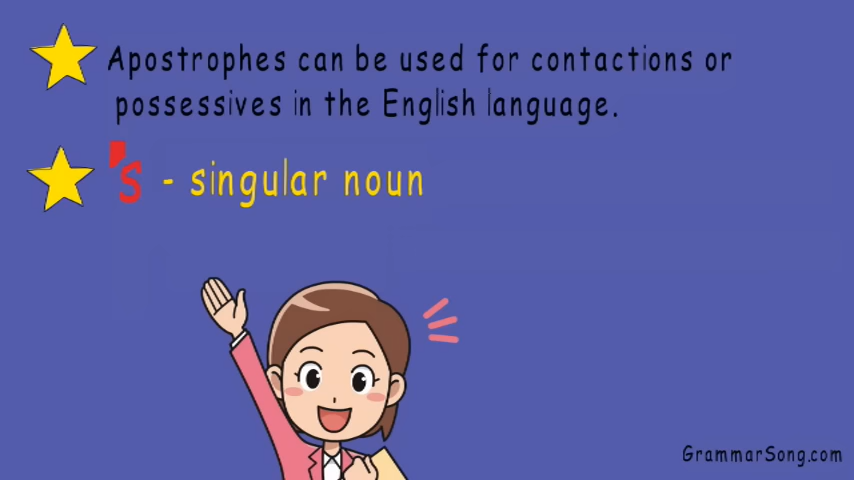 Apostrophes can be used for contactions or
possessives in the English language.
's - singular noun
GrammarSong.com